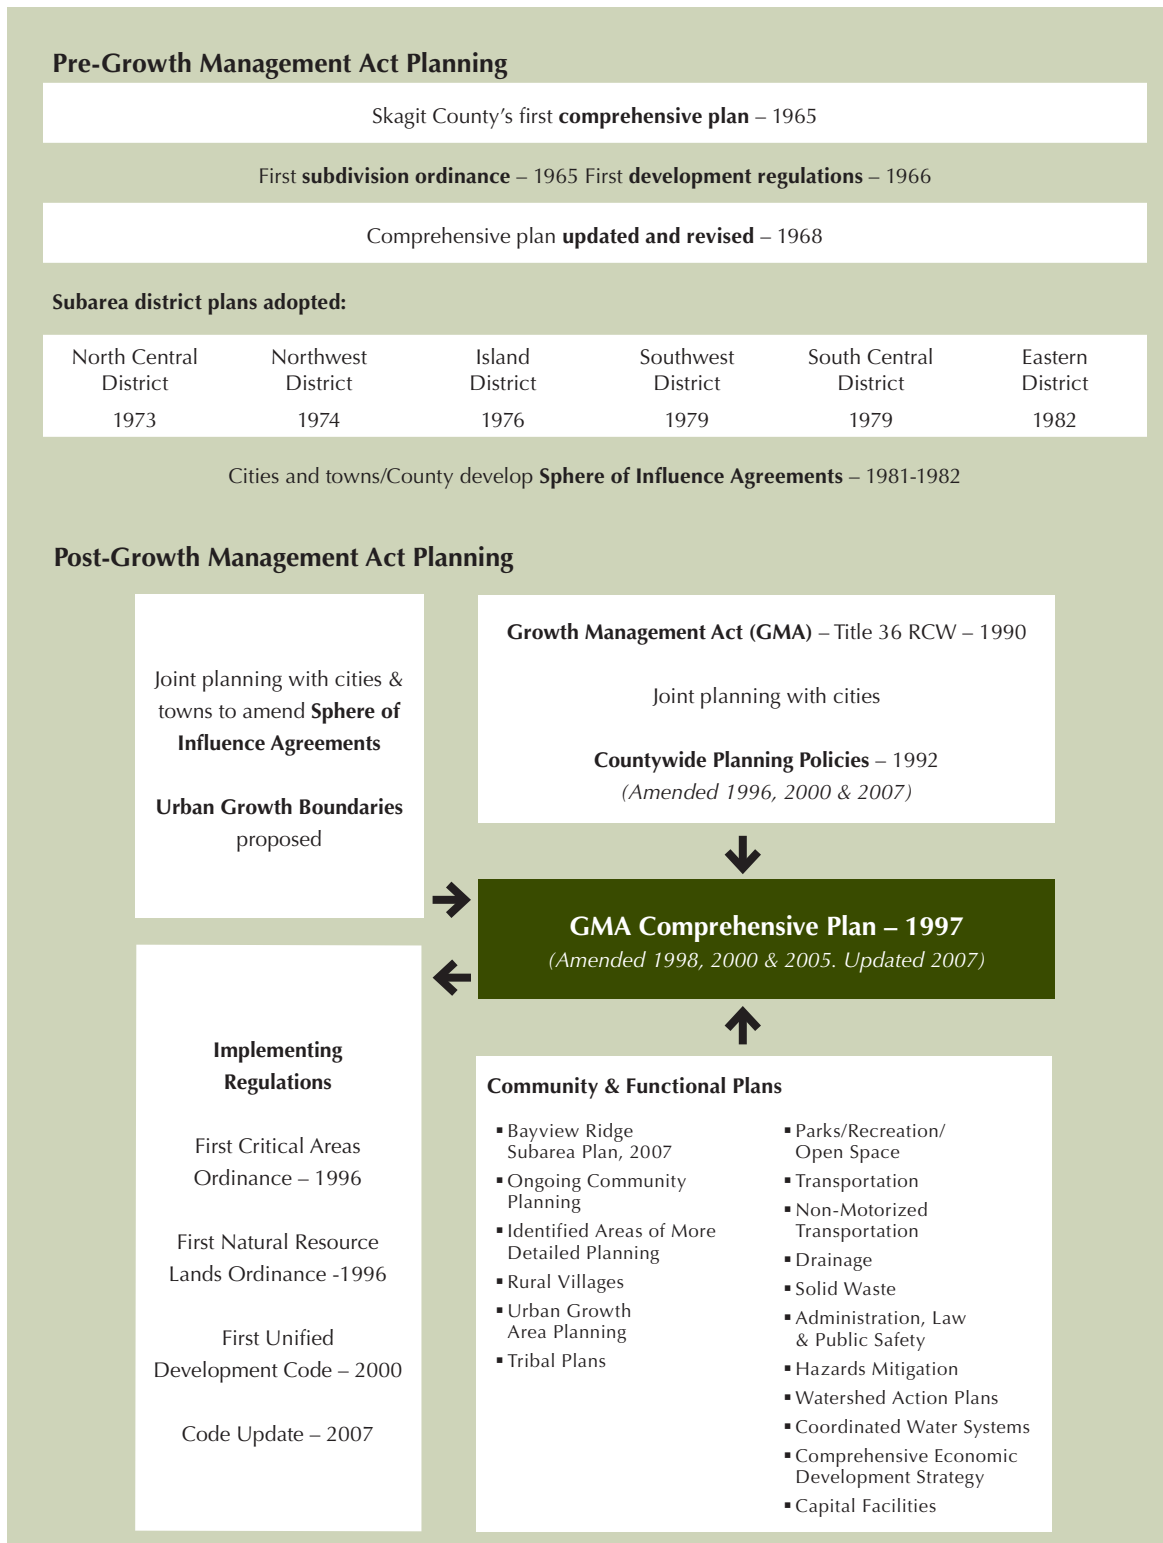 Pre-Growth Management Act Planning
Skagit County’s first comprehensive plan – 1965
First subdivision ordinance – 1965 First development regulations – 1966
Comprehensive plan updated and revised – 1968
Subarea district plans adopted:
North Central
District
1973
Northwest
District
1974
Island
District
1976
Southwest
District
1979
South Central
District
1979
Eastern
District
1982
Cities and towns/County develop Sphere of Influence Agreements – 1981-1982
Post-Growth Management Act Planning
Joint planning with cities &
towns to amend Sphere of
Influence Agreements
Urban Growth Boundaries
proposed
Growth Management Act (GMA) – Title 36 RCW – 1990
Joint planning with cities
Countywide Planning Policies – 1992
(Amended 1996, 2000 & 2007)
GMA Comprehensive Plan – 1997
(Amended 1998, 2000 & 2005. Updated 2007)
Implementing
Regulations
First Critical Areas
Ordinance – 1996
First Natural Resource
Lands Ordinance -1996
First Unified
Development Code – 2000
Code Update – 2007
Community & Functional Plans
▪ Bayview Ridge
Subarea Plan, 2007
▪ Ongoing Community
Planning
▪ Identified Areas of More
Detailed Planning
▪ Rural Villages
▪ Urban Growth
Area Planning
▪ Tribal Plans
▪ Parks/Recreation/
Open Space
▪ Transportation
▪ Non-Motorized
Transportation
▪ Drainage
▪ Solid Waste
▪ Administration, Law
& Public Safety
▪ Hazards Mitigation
▪ Watershed Action Plans
▪ Coordinated Water Systems
▪ Comprehensive Economic
Development Strategy
▪ Capital Facilities